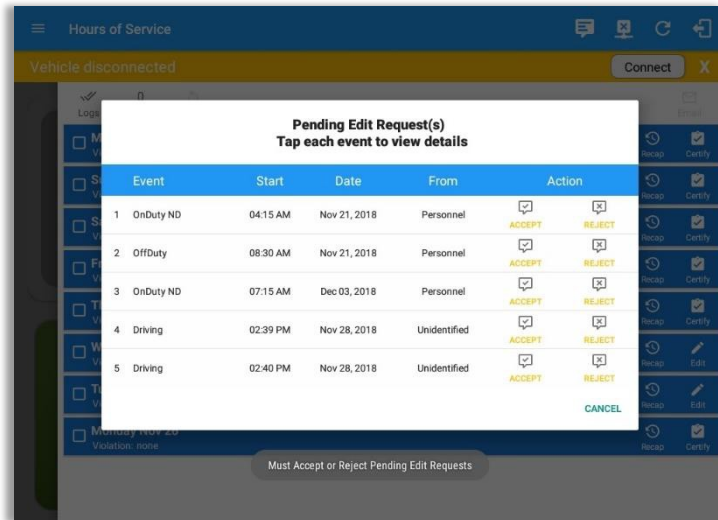 Hours of Service
Vehicle disconnected
Connect X
Logs 0 Email
Pending Edit Request(s)
Tap each event to view details
Event Start Date From Action
1 OnDuty ND 04:15 AM Nov 21, 2018 Personnel ACCEPT REJECT
2 OffDuty 08:30 AM Nov 21, 2018 Personnel ACCEPT REJECT
3 OnDuty ND 07:15 AM Dec 03, 2018 Personnel ACCEPT REJECT
4 Driving 02:39 PM Nov 28, 2018 Unidentified ACCEPT REJECT
5 Driving 02:40 PM Nov 28, 2018 Unidentified ACCEPT REJECT
CANCEL
Recap Certify
Recap Certify
Recap Certify
Recap Certify
Recap Certify
Recap Edit
Recap Edit
Monday Nov 26
Violation: none
Recap Certify
Must Accept or Reject Pending Edit Requests